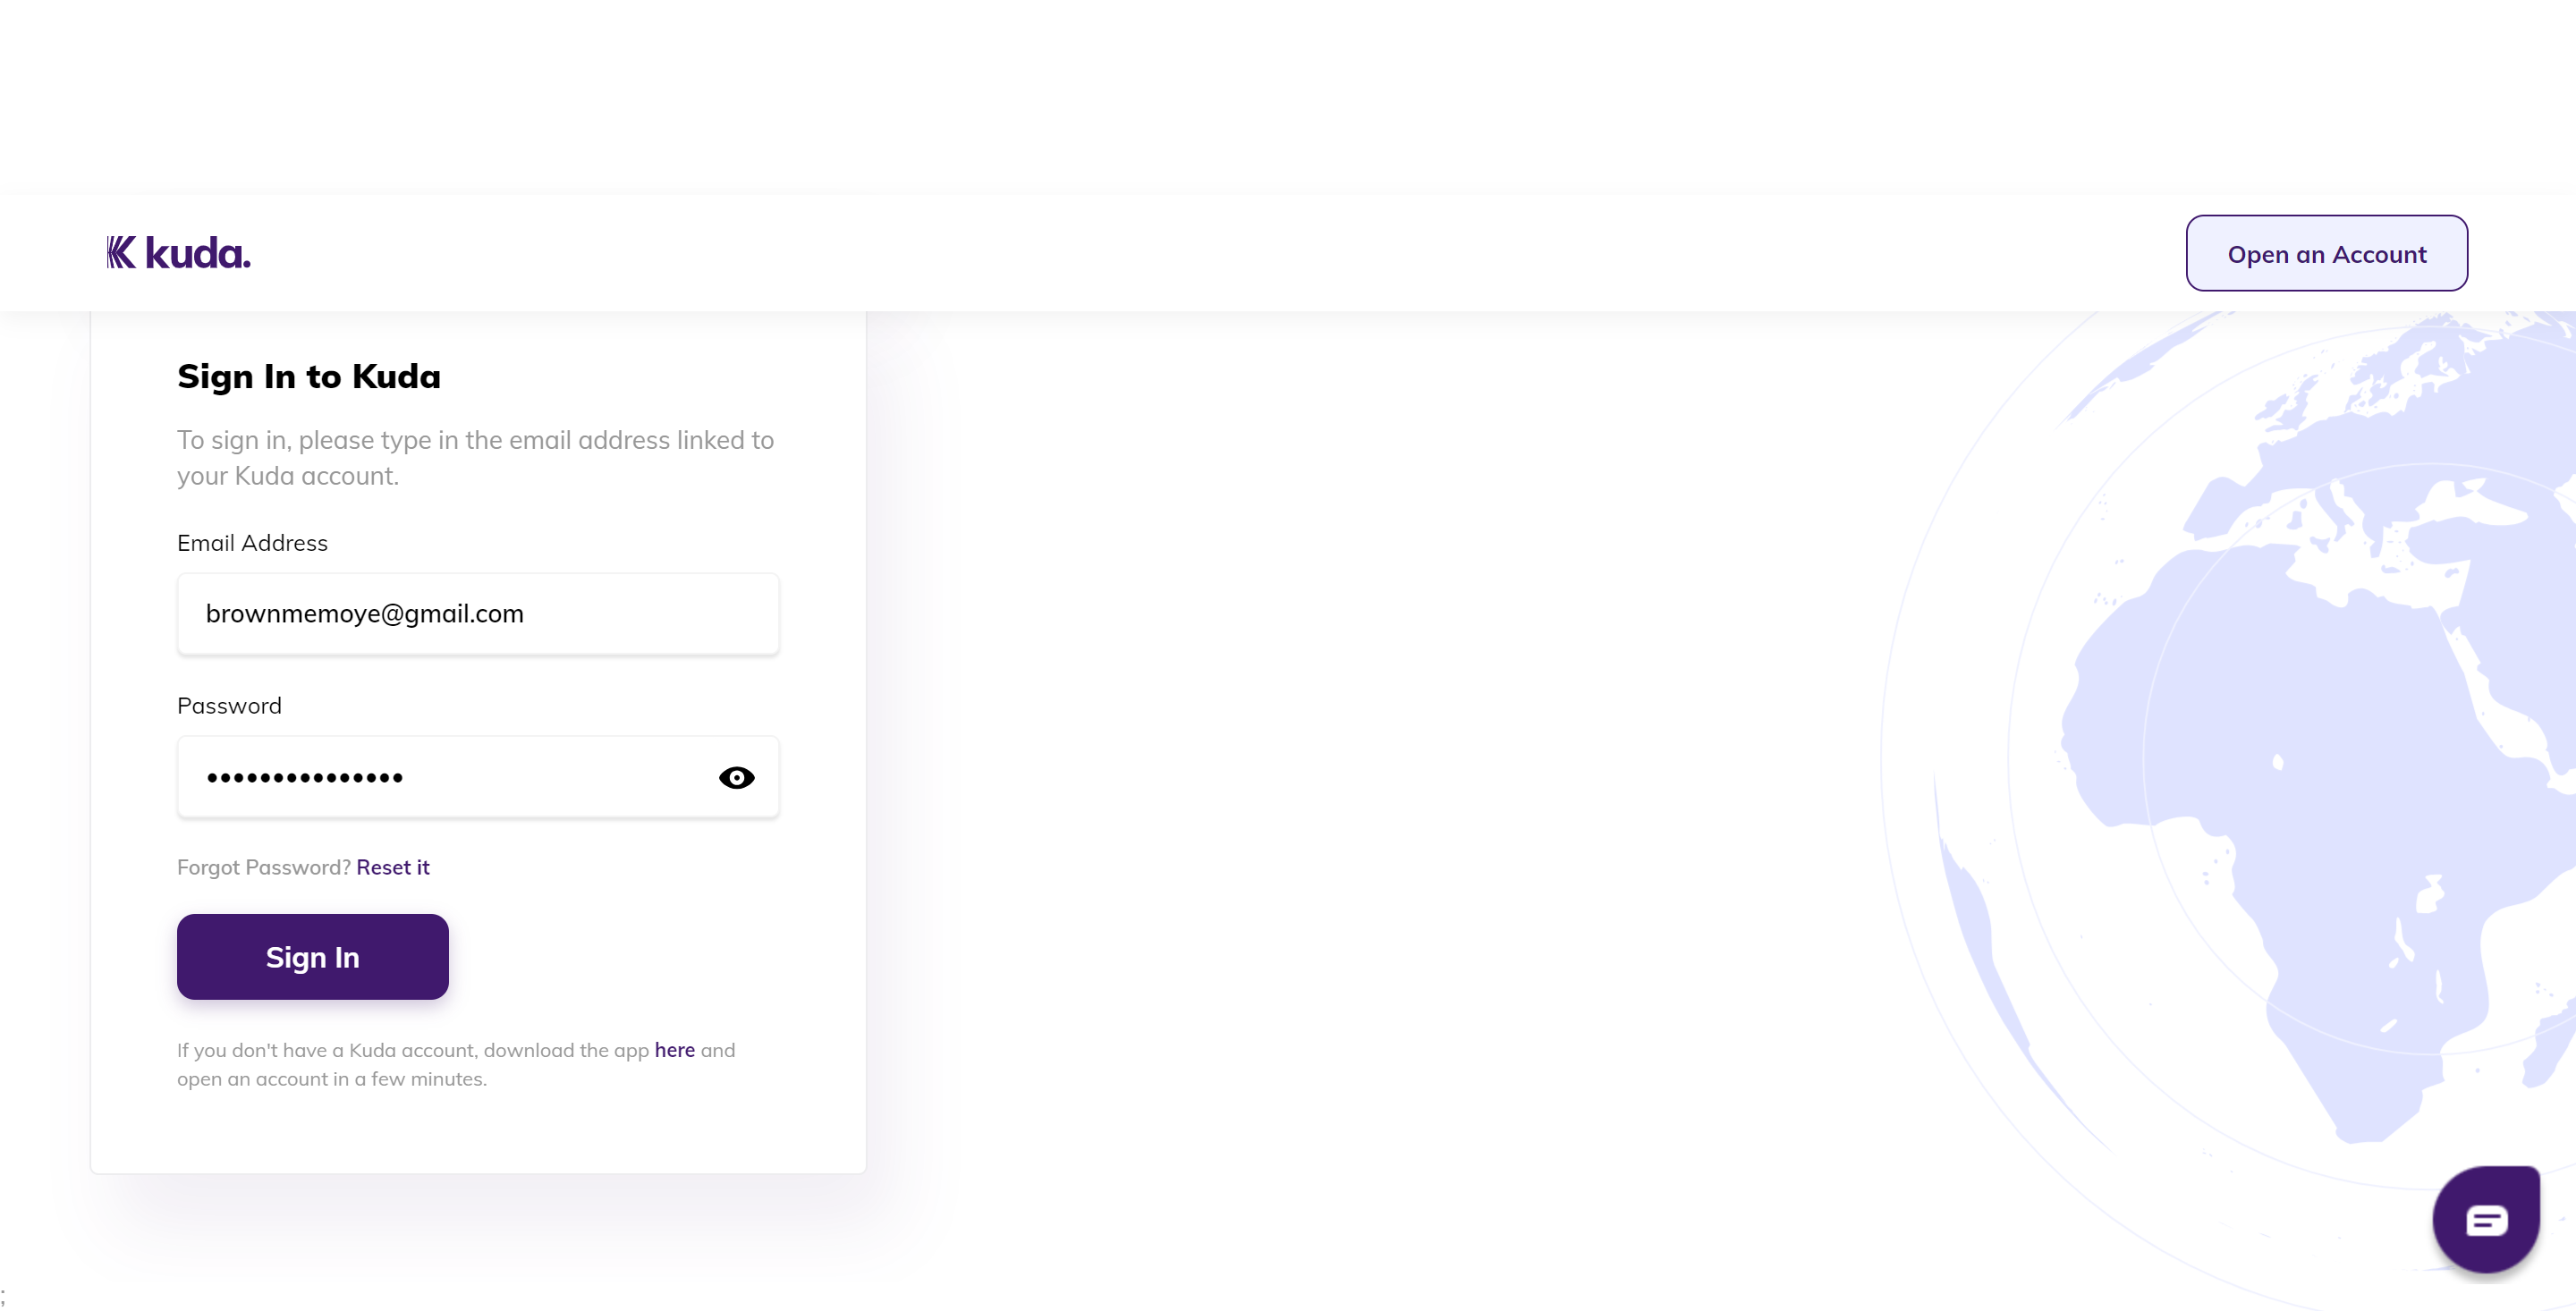 kuda.
Open an Account
Sign In to Kuda
To sign in, please type in the email address linked to
your Kuda account.
Email Address
brownmemoye@gmail.com
Password
•••••••••••••••
Forgot Password? Reset it
Sign In
If you don't have a Kuda account, download the app here and
open an account in a few minutes.
;